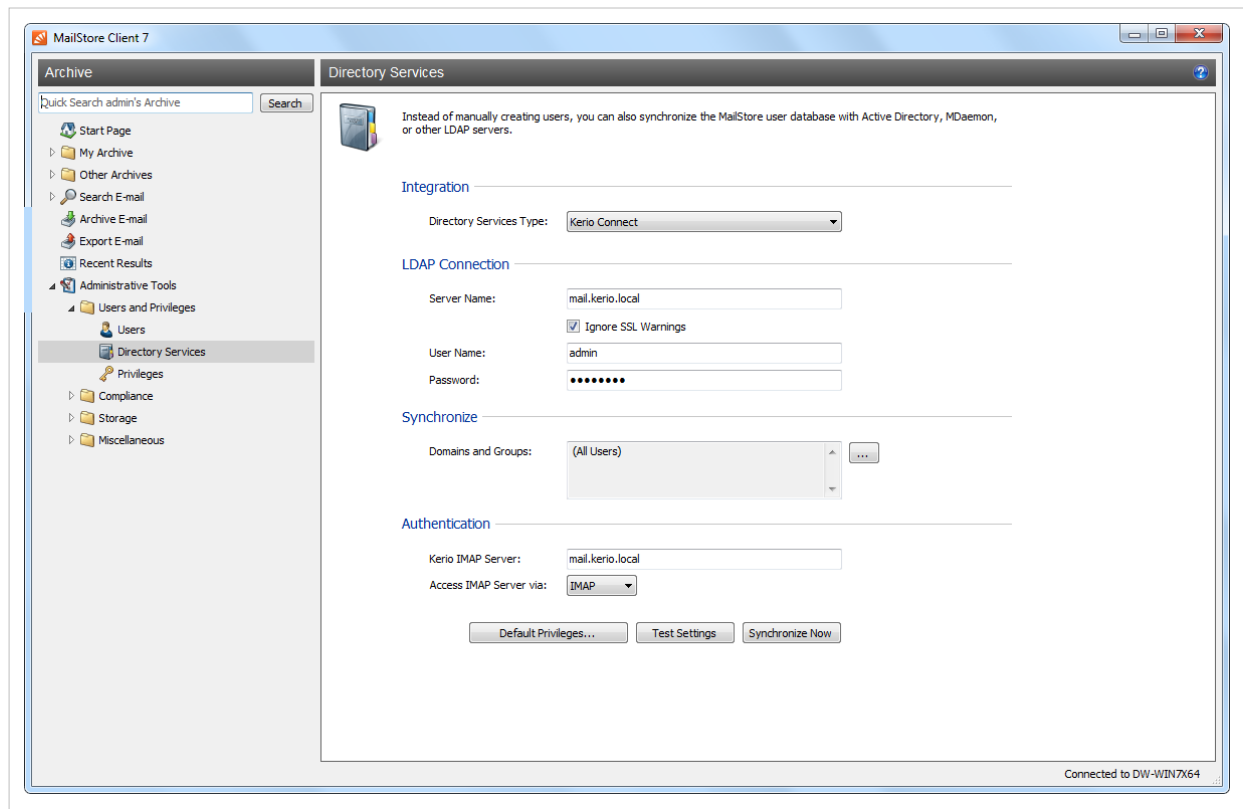 MailStore Client 7
Archive
Quick Search admin's Archive
Search
Start Page
My Archive
Other Archives
Search E-mail
Archive E-mail
Export E-mail
Recent Results
Administrative Tools
Users and Privileges
Users
Directory Services
Privileges
Compliance
Storage
Miscellaneous
Directory Services
Instead of manually creating users, you can also synchronize the MailStore user database with Active Directory, MDaemon,
or other LDAP servers.
Integration
Directory Services Type: Kerio Connect
LDAP Connection
Server Name: mail.kerio.local
Ignore SSL Warnings
User Name: admin
Password: ••••••••
Synchronize
Domains and Groups: (All Users) ...
Authentication
Kerio IMAP Server: mail.kerio.local
Access IMAP Server via: IMAP
Default Privileges... Test Settings Synchronize Now
Connected to DW-WIN7X64